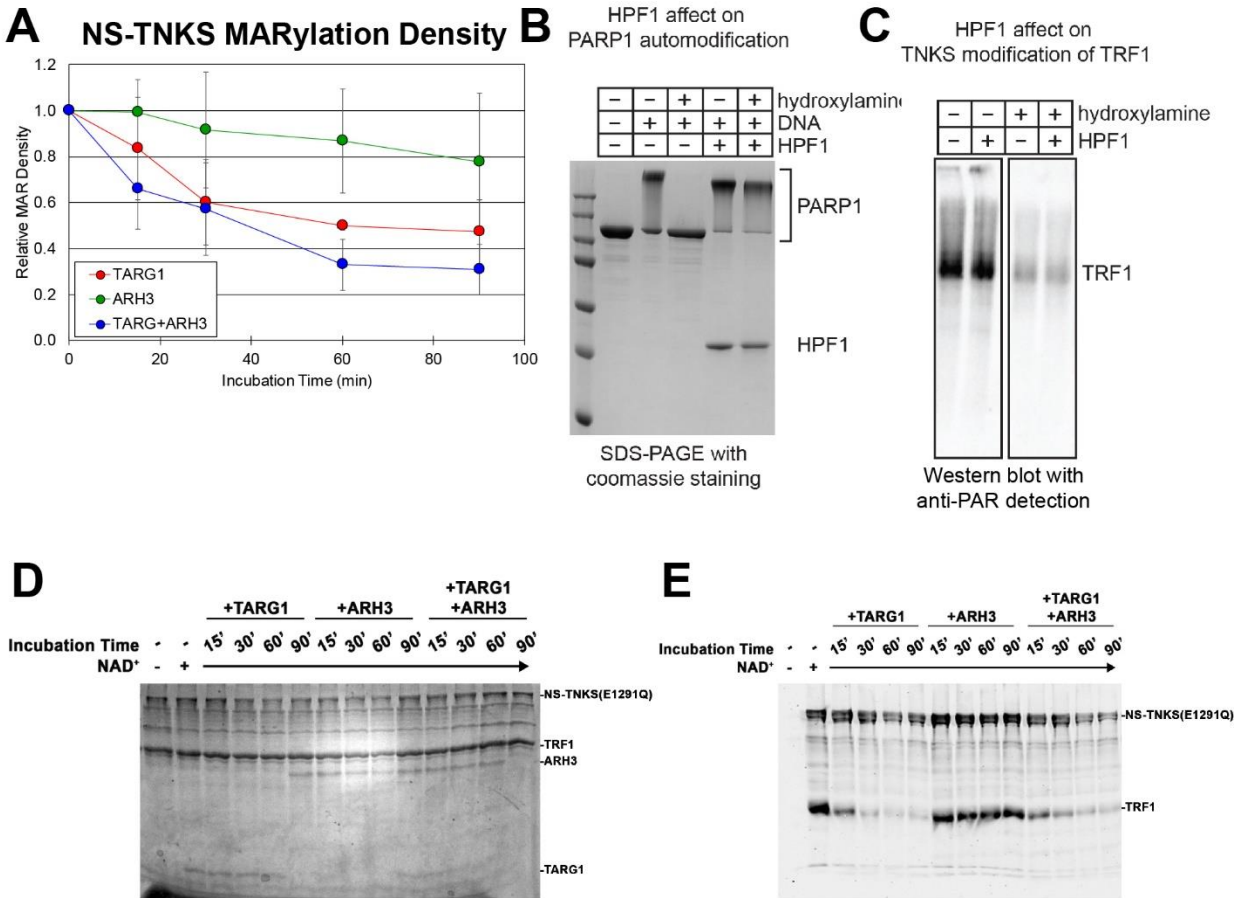 A
NS-TNKS MARylation Density
Relative MAR Density
1.2
1.0
0.8
0.6
0.4
0.2
0.0
TARG1
ARH3
TARG+ARH3
0 20 40 60 80 100
Incubation Time (min)
B
HPF1 affect on
PARP1 automodification
- - + - + hydroxylamine
- + + + + DNA
- - - + + HPF1
PARP1
HPF1
SDS-PAGE with
coomassie staining
C
HPF1 affect on
TNKS modification of TRF1
- - + + hydroxylamine
- + - + HPF1
TRF1
Western blot with
anti-PAR detection
D
+TARG1 +ARH3 +TARG1
+ARH3
Incubation Time - - 15' 30' 60' 90' 15' 30' 60' 90' 15' 30' 60' 90'
NAD+ - +
-NS-TNKS(E1291Q)
-TRF1
-ARH3
-TARG1
E
+TARG1 +ARH3 +TARG1
+ARH3
Incubation Time - - 15' 30' 60' 90' 15' 30' 60' 90' 15' 30' 60' 90'
NAD+ - +
-NS-TNKS(E1291Q)
-TRF1